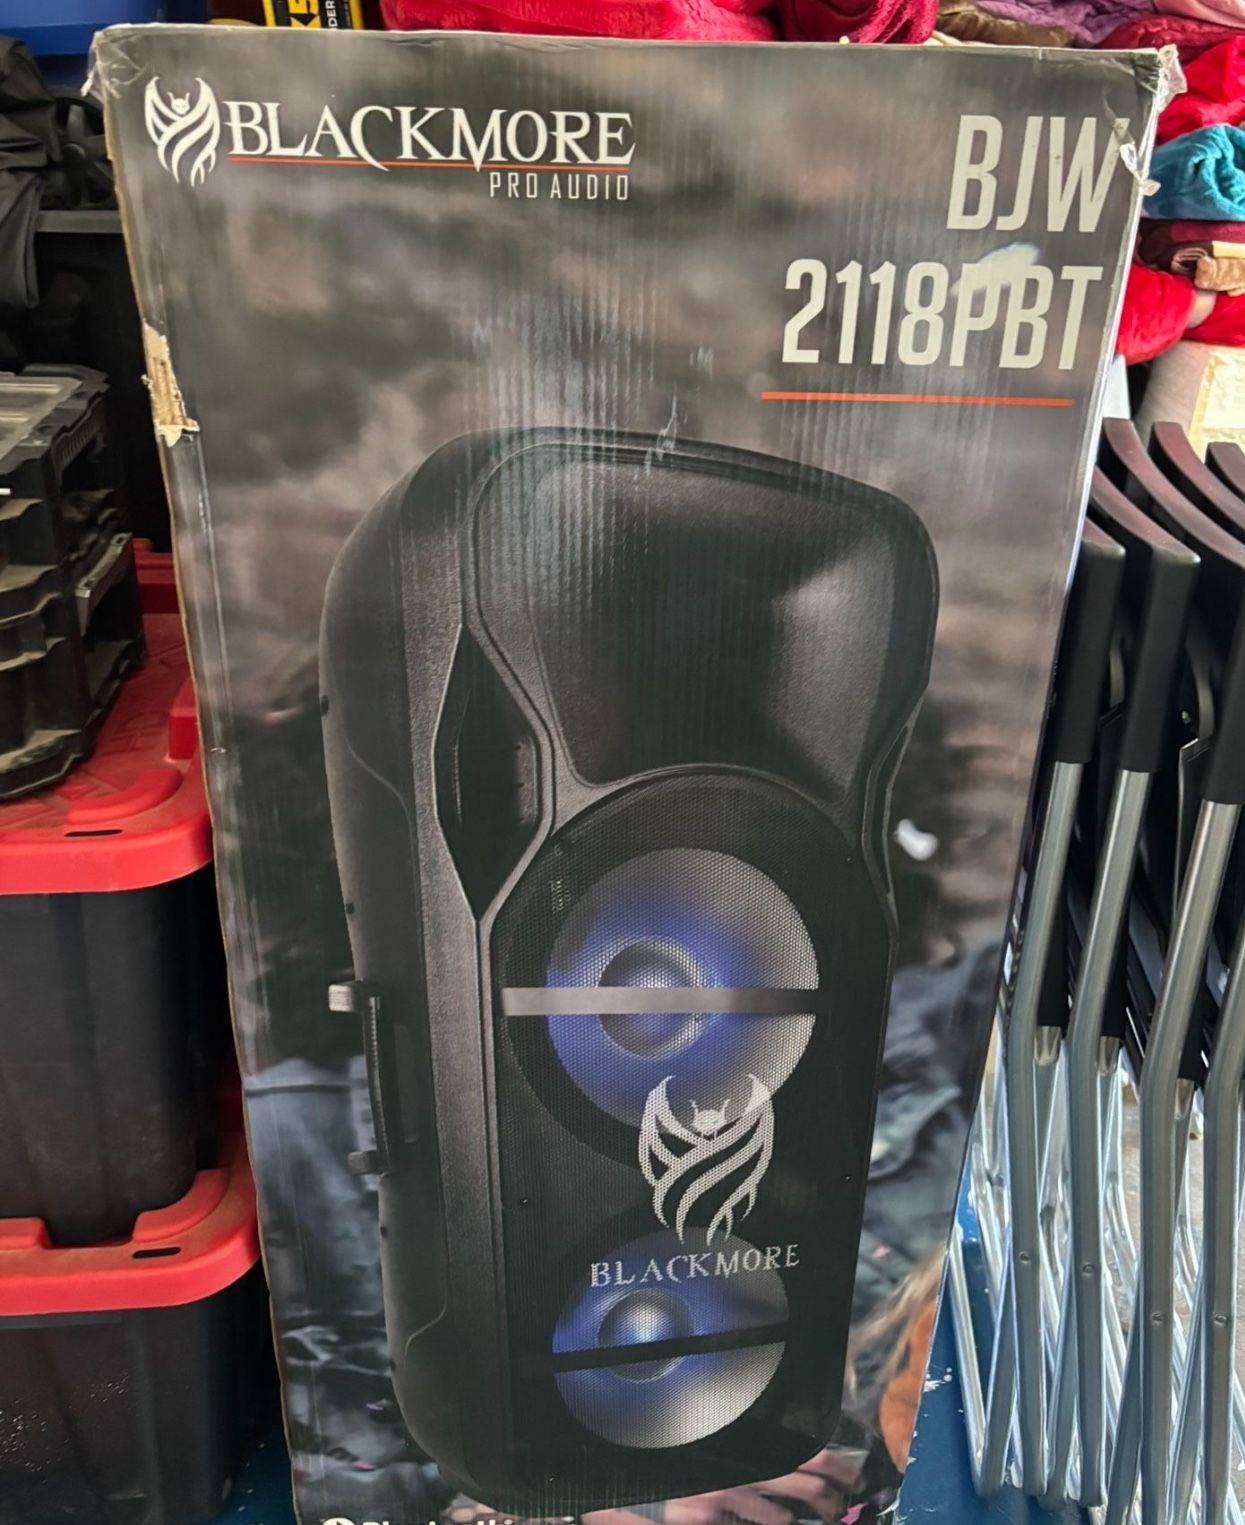 BLACKMORE
PRO AUDIO
BJW
2118PBT
BLACKMORE